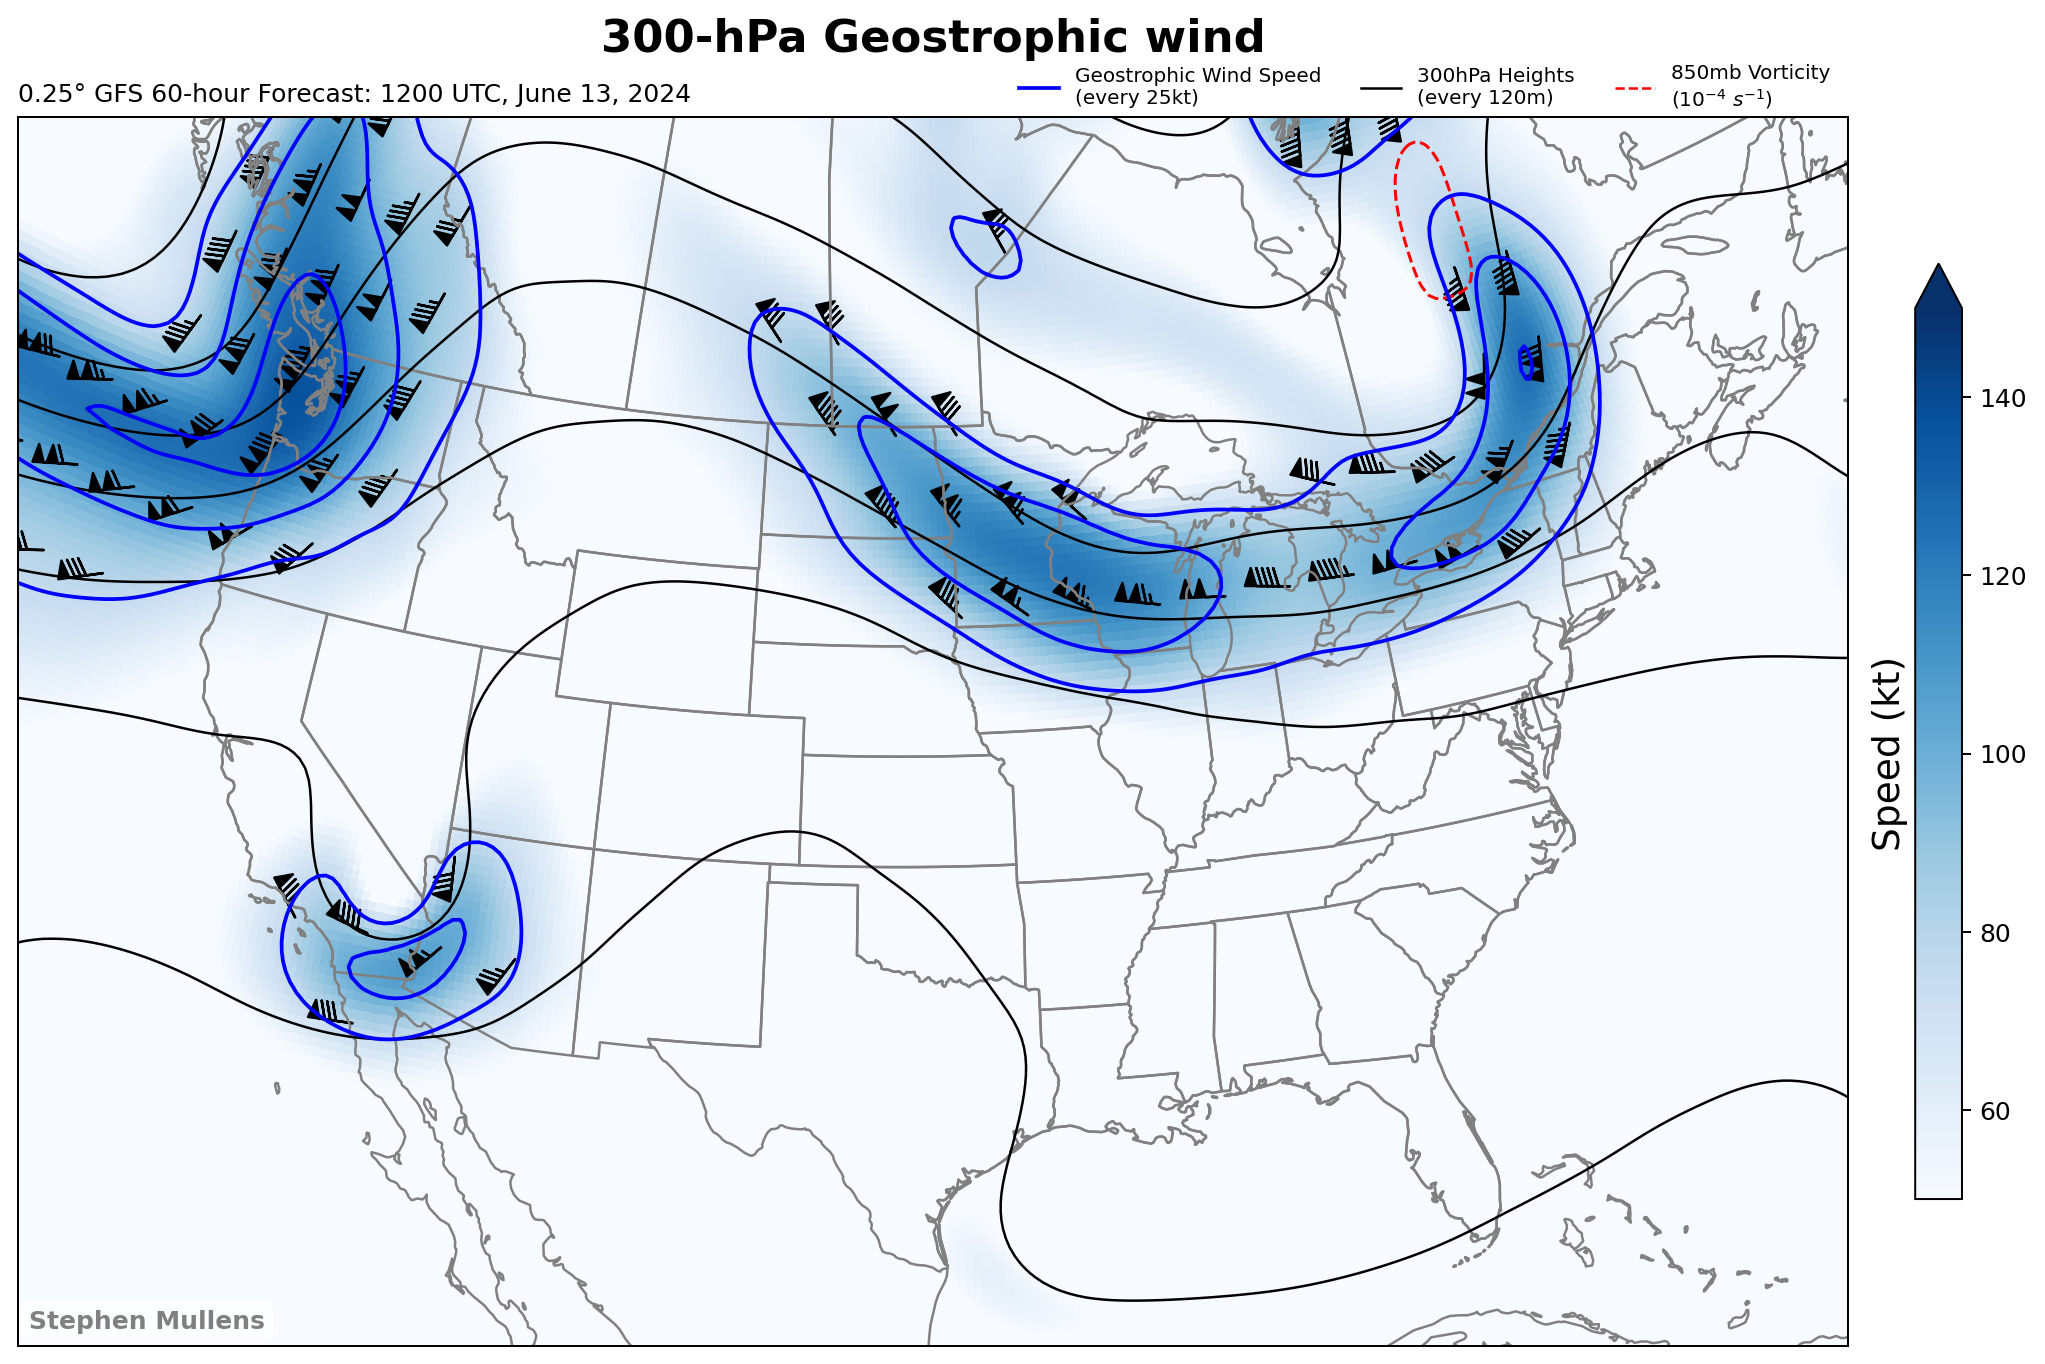 300-hPa Geostrophic wind
0.25° GFS 60-hour Forecast: 1200 UTC, June 13, 2024
Geostrophic Wind Speed
(every 25kt)
300hPa Heights
(every 120m)
850mb Vorticity
(10⁻⁴ s⁻¹)
140
120
100
80
60
Speed (kt)
Stephen Mullens